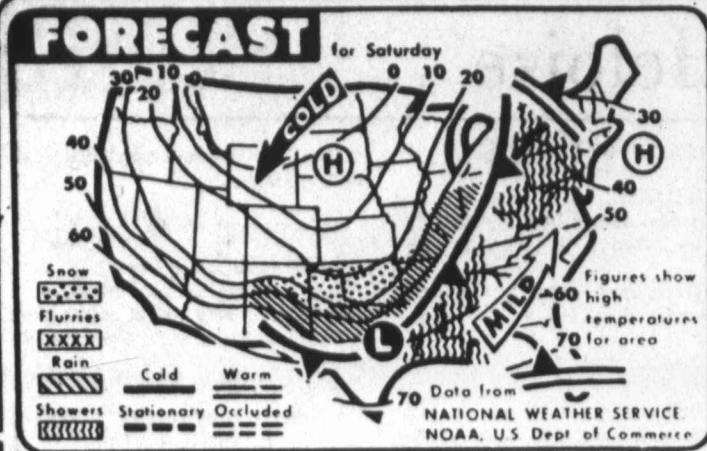 FORECAST
for Saturday
30 10 0 0 10 20
20
COLD
40 30
H H
50 40
60 50
Snow
Flurries
Rain
Showers
Cold Warm
Stationary Occluded
L
MILD
60
70
70
Figures show
high
temperatures
for area
Data from
NATIONAL WEATHER SERVICE,
NOAA, U.S. Dept of Commerce